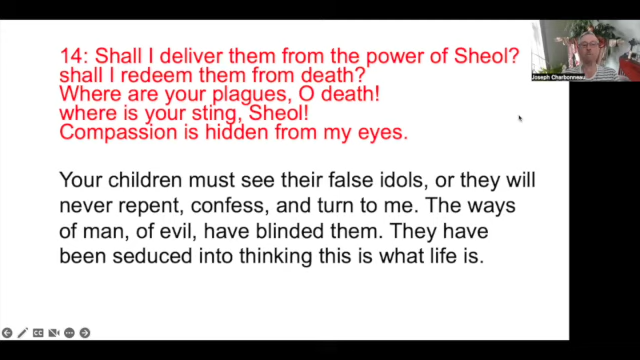 14: Shall I deliver them from the power of Sheol?
shall I redeem them from death?
Where are your plagues, O death!
where is your sting, Sheol!
Compassion is hidden from my eyes.
Your children must see their false idols, or they will
never repent, confess, and turn to me. The ways
of man, of evil, have blinded them. They have
been seduced into thinking this is what life is.
Joseph Charbonneau
CC